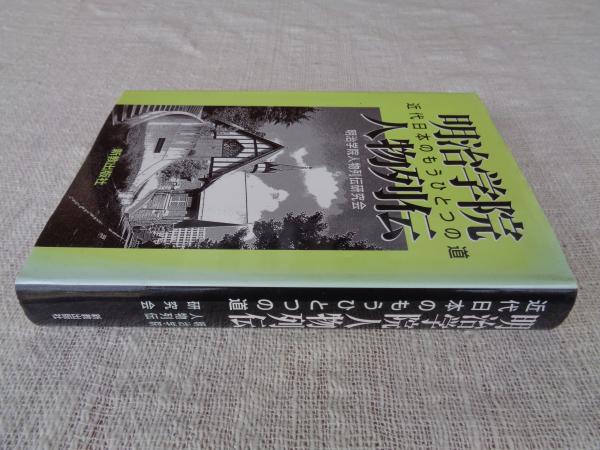 明治学院
人物列伝
近代日本のもうひとつの道
明治学院人物列伝研究会
新教出版社
近代日本のもうひとつの道
明治学院人物列伝
明治学院
人物列伝
研究会
新教出版社